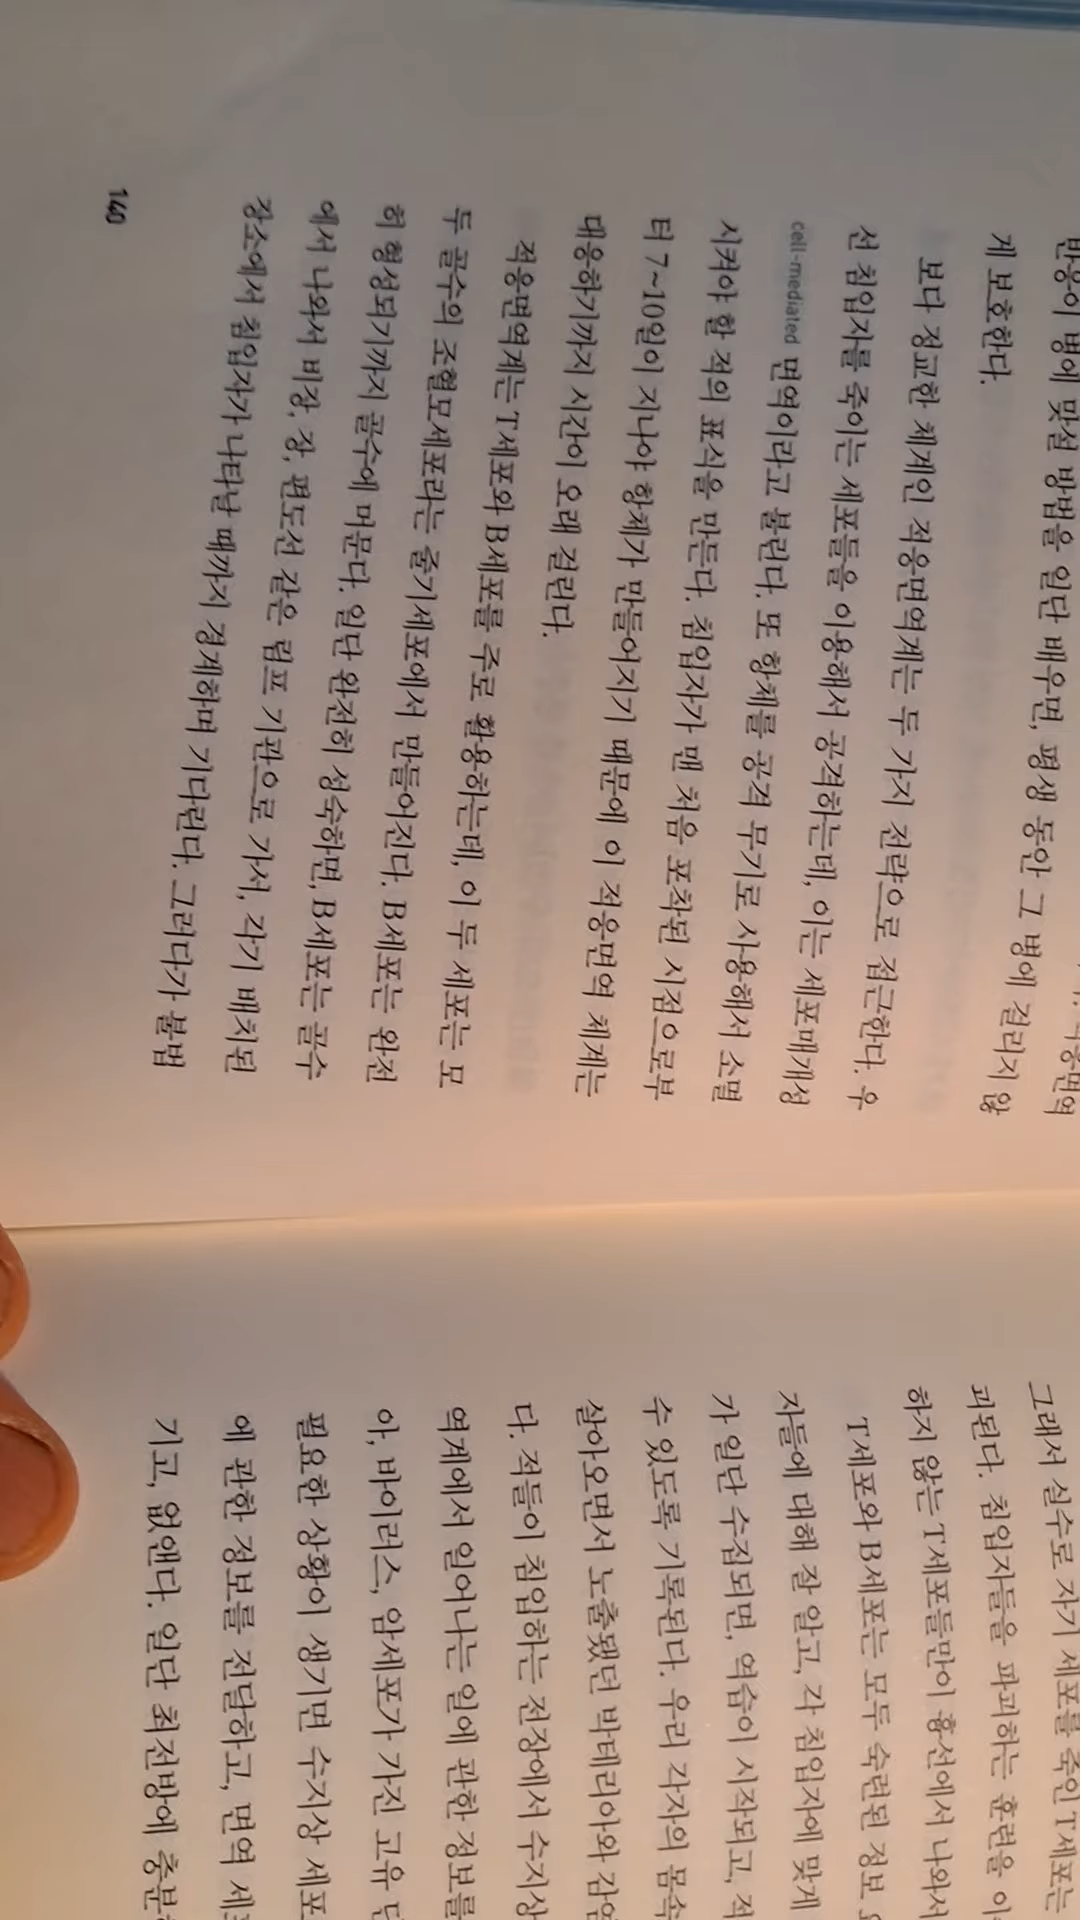 반응이 병에 맞설 방법을 일단 배우면, 평생 동안 그 병에 걸리지 않
게 보호한다.
보다 정교한 체계인 적응면역계는 두 가지 전략으로 접근한다. 우
선 침입자를 죽이는 세포들을 이용해서 공격하는데, 이는 세포매개성
cell-mediated 면역이라고 불린다. 또 항체를 공격 무기로 사용해서 소멸
시켜야 할 적의 표식을 만든다. 침입자가 맨 처음 포착된 시점으로부
터 7~10일이 지나야 항체가 만들어지기 때문에 이 적응면역 체계는
대응하기까지 시간이 오래 걸린다.
적응면역계는 T세포와 B세포를 주로 활용하는데, 이 두 세포는 모
두 골수의 조혈모세포라는 줄기세포에서 만들어진다. B세포는 완전
히 형성되기까지 골수에 머문다. 일단 완전히 성숙하면, B세포는 골수
에서 나와서 비장, 장, 편도선 같은 림프 기관으로 가서, 각기 배치된
장소에서 침입자가 나타날 때까지 경계하며 기다린다. 그러다가 불법
140
그래서 실수로 자기 세포를 죽인 T세포는
괴된다. 침입자들을 파괴하는 훈련을
하지 않는 T세포들만이 흉선에서 나와서
T세포와 B세포는 모두 숙련된 정보
자들에 대해 잘 알고, 각 침입자에 맞게
가 일단 수집되면, 역습이 시작되고, 적
수 있도록 기록된다. 우리 각자의 몸속
살아오면서 노출됐던 박테리아와
다. 적들이 침입하는 전장에서 수지상
역계에서 일어나는 일에 관한 정보를
아, 바이러스, 암세포가 가진 고유
필요한 상황이 생기면 수지상 세포
에 관한 정보를 전달하고, 면역
기고, 없앤다. 일단 최전방에